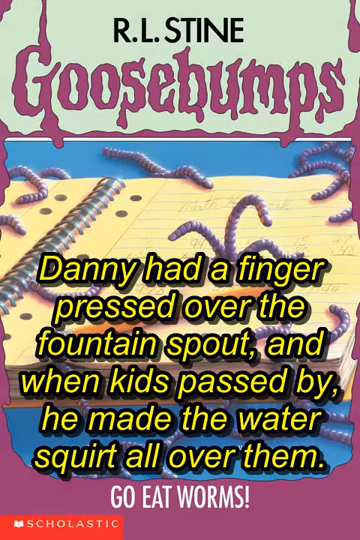 R.L. STINE
Goosebumps
Danny had a finger
pressed over the
fountain spout, and
when kids passed by,
he made the water
squirt all over them.
GO EAT WORMS!
SCHOLASTIC